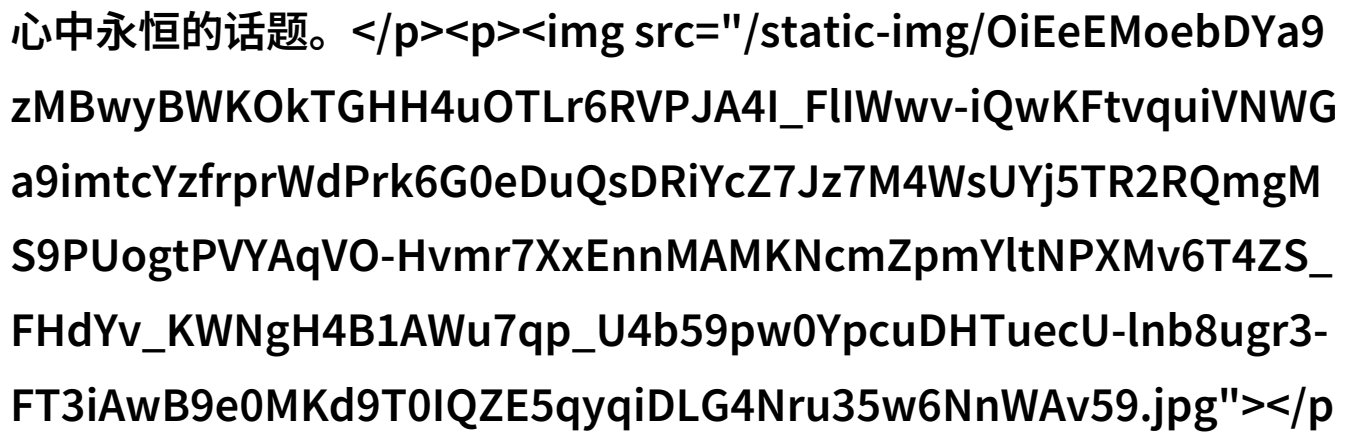 心中永恒的话题。</p><p><img src="/static-img/OiEeEMoebDYa9
zMBwyBWKOkTGHH4uOTLr6RVPJA4I_FlIWwv-iQwKFtvquiVNWG
a9imtcYzfrprWdPrk6G0eDuQsDRiYcZ7Jz7M4WsUYj5TR2RQmgM
S9PUogtPVYAqVO-Hvmr7XxEnnMAMKNcmZpmYltNPXMv6T4ZS_
FHdYv_KWNgH4B1AWu7qp_U4b59pw0YpcuDHTuecU-lnb8ugr3-
FT3iAwB9e0MKd9T0IQZE5qyqiDLG4Nru35w6NnWAv59.jpg"></p